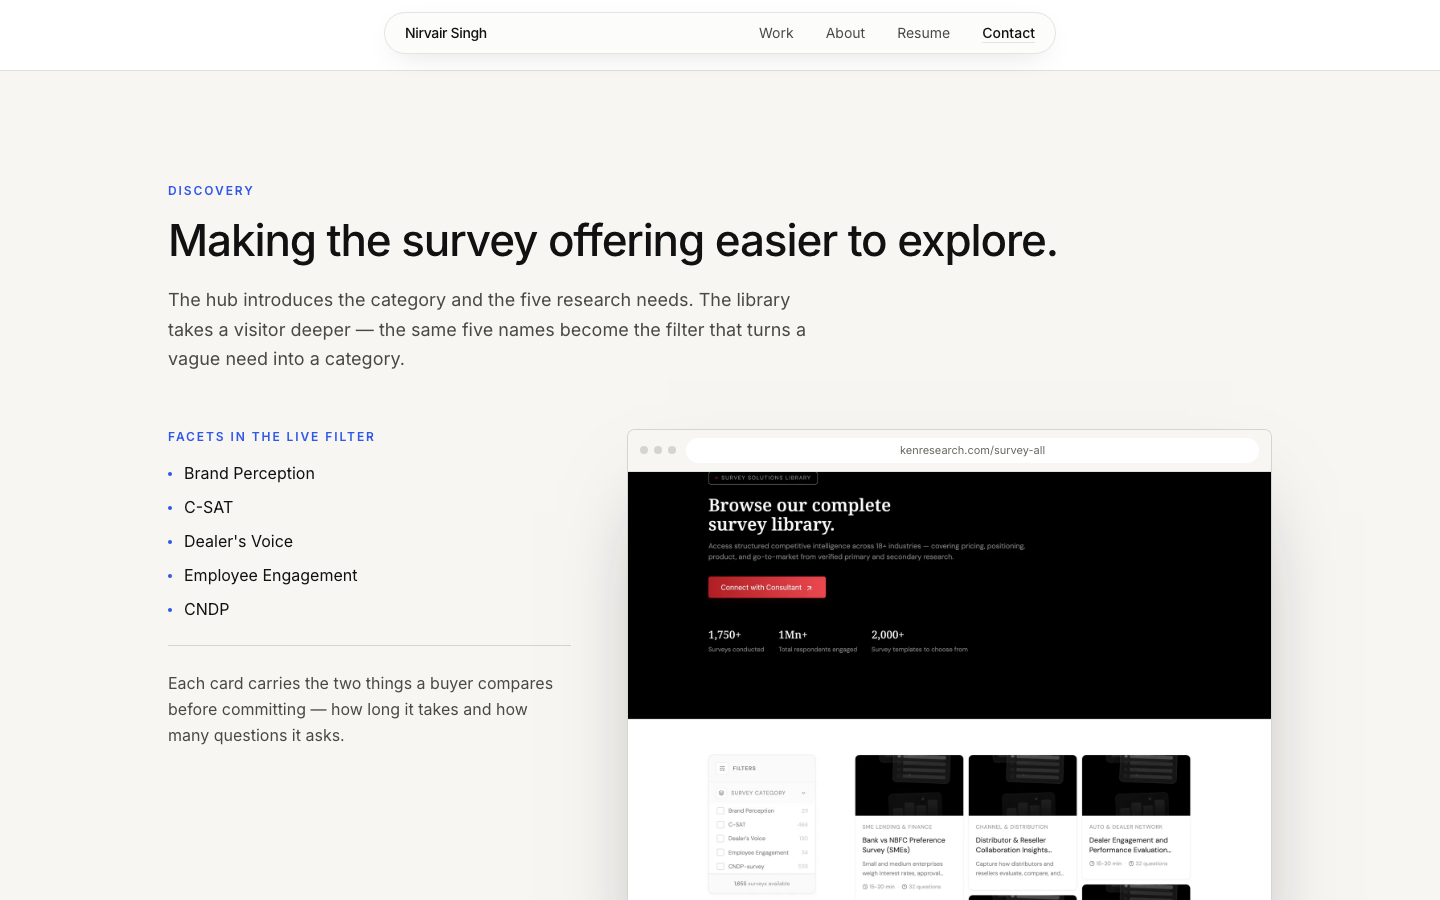 Nirvair Singh
Work
About
Resume
Contact
DISCOVERY
Making the survey offering easier to explore.
The hub introduces the category and the five research needs. The library
takes a visitor deeper — the same five names become the filter that turns a
vague need into a category.
FACETS IN THE LIVE FILTER
Brand Perception
C-SAT
Dealer's Voice
Employee Engagement
CNDP
Each card carries the two things a buyer compares
before committing — how long it takes and how
many questions it asks.
kenresearch.com/survey-all
SURVEY SOLUTIONS LIBRARY
Browse our complete
survey library.
Access structured competitive intelligence across 18+ industries — covering pricing, positioning,
product, and go-to-market from verified primary and secondary research.
Connect with Consultant
1,750+
Surveys conducted
1Mn+
Total respondents engaged
2,000+
Survey templates to choose from
FILTERS
SURVEY CATEGORY
Brand Perception
C-SAT
Dealer's Voice
Employee Engagement
CNDP-survey
1,855 surveys available
SME LENDING & FINANCE
Bank vs NBFC Preference
Survey (SMEs)
Small and medium enterprises
weigh interest rates, approval...
15-20 min
33 questions
CHANNEL & DISTRIBUTION
Distributor & Reseller
Collaboration Insights...
Capture how distributors and
resellers evaluate, compare, and...
AUTO & DEALER NETWORK
Dealer Engagement and
Performance Evaluation...
15-20 min
33 questions